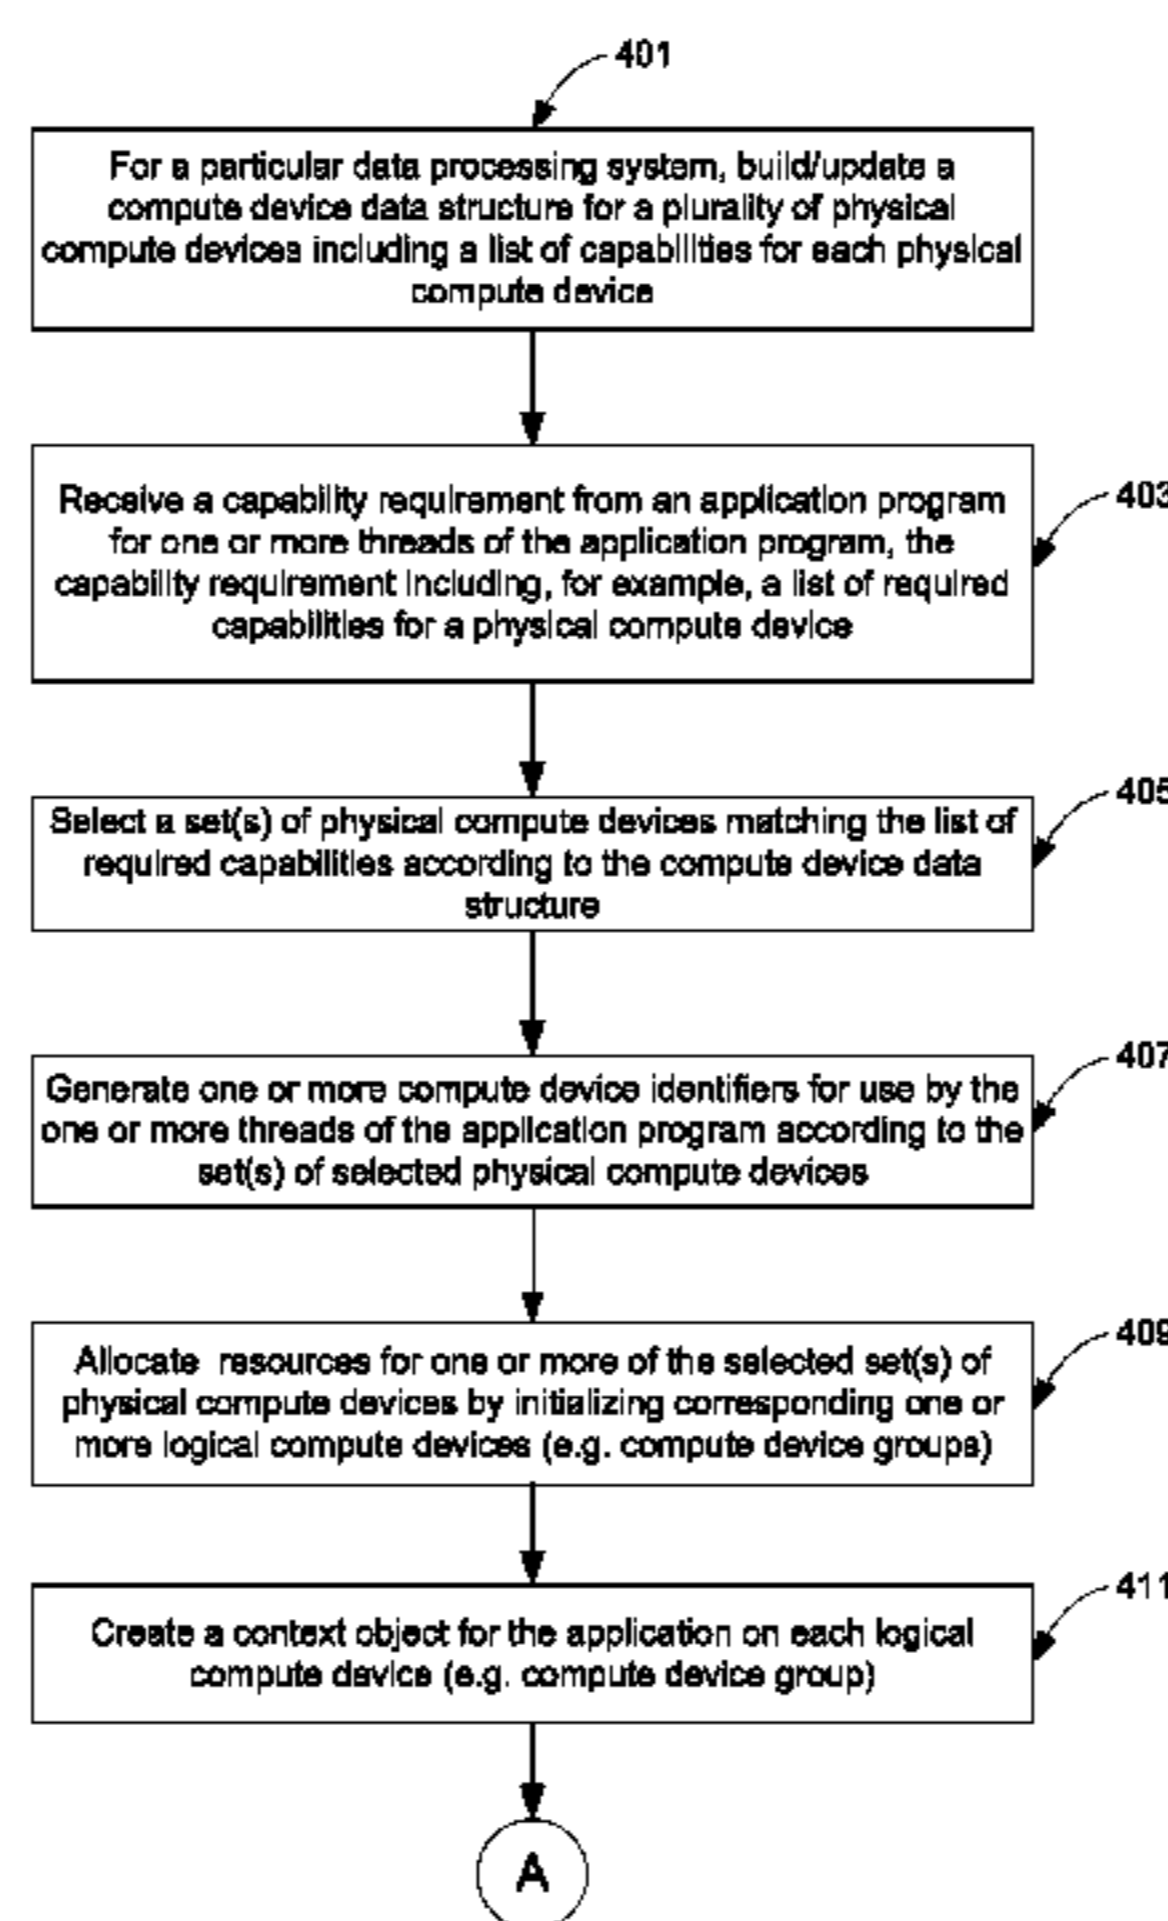 401
For a particular data processing system, build/update a
compute device data structure for a plurality of physical
compute devices including a list of capabilities for each physical
compute device
Receive a capability requirement from an application program
for one or more threads of the application program, the
capability requirement including, for example, a list of required
capabilities for a physical compute device
403
Select a set(s) of physical compute devices matching the list of
required capabilities according to the compute device data
structure
405
Generate one or more compute device identifiers for use by the
one or more threads of the application program according to the
set(s) of selected physical compute devices
407
Allocate resources for one or more of the selected set(s) of
physical compute devices by initializing corresponding one or
more logical compute devices (e.g. compute device groups)
409
Create a context object for the application on each logical
compute device (e.g. compute device group)
411
A